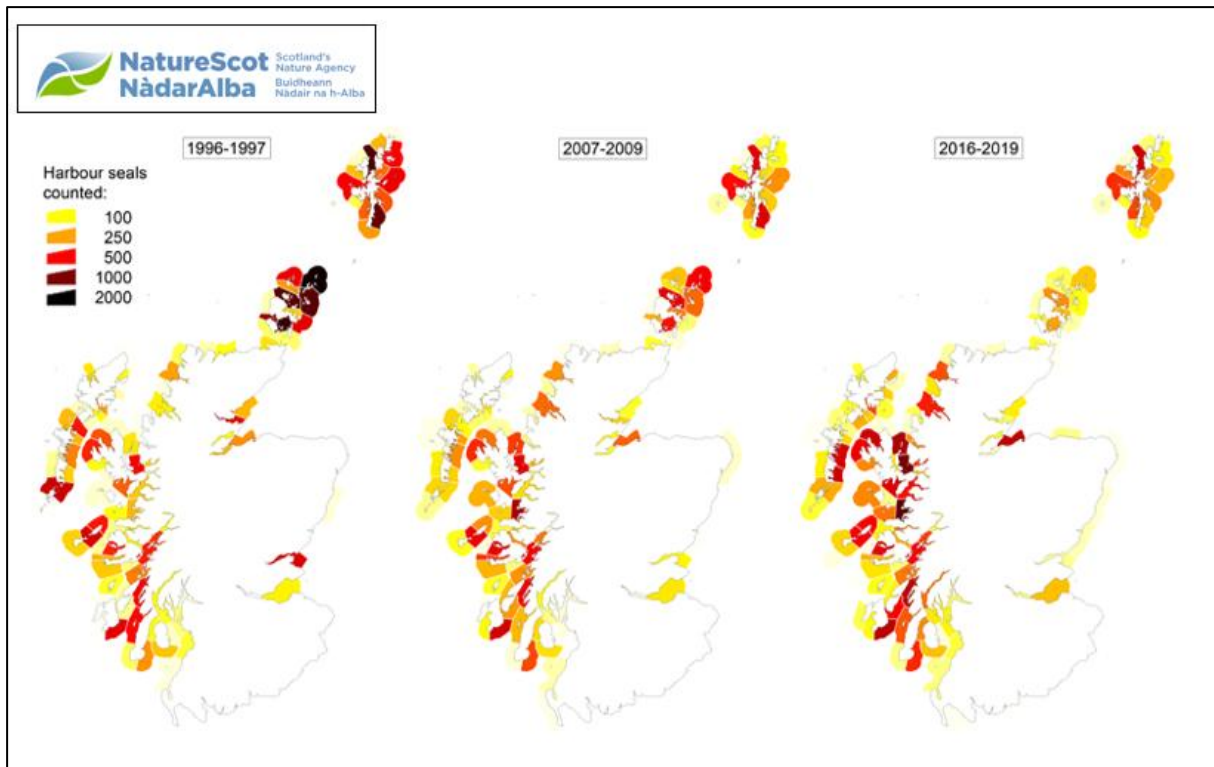 NatureScot
NàdarAlba
Scotland's
Nature Agency
Buidheann
Nàdair na h-Alba
1996-1997
2007-2009
2016-2019
Harbour seals
counted:
100
250
500
1000
2000